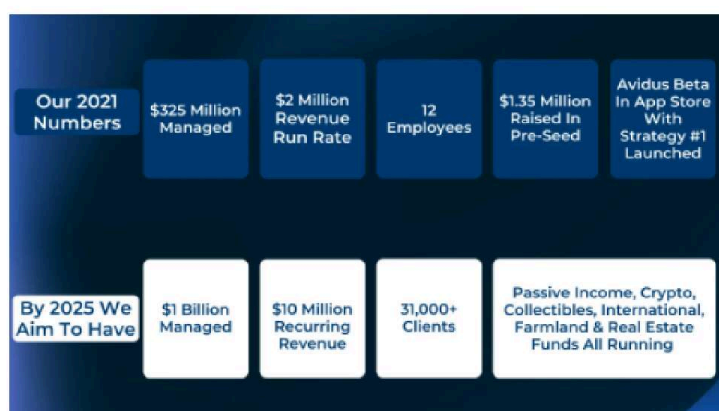 Our 2021
Numbers
$325 Million
Managed
$2 Million
Revenue
Run Rate
12
Employees
$1.35 Million
Raised In
Pre-Seed
Avidus Beta
In App Store
With
Strategy #1
Launched
By 2025 We
Aim To Have
$1 Billion
Managed
$10 Million
Recurring
Revenue
31,000+
Clients
Passive Income, Crypto,
Collectibles, International,
Farmland & Real Estate
Funds All Running